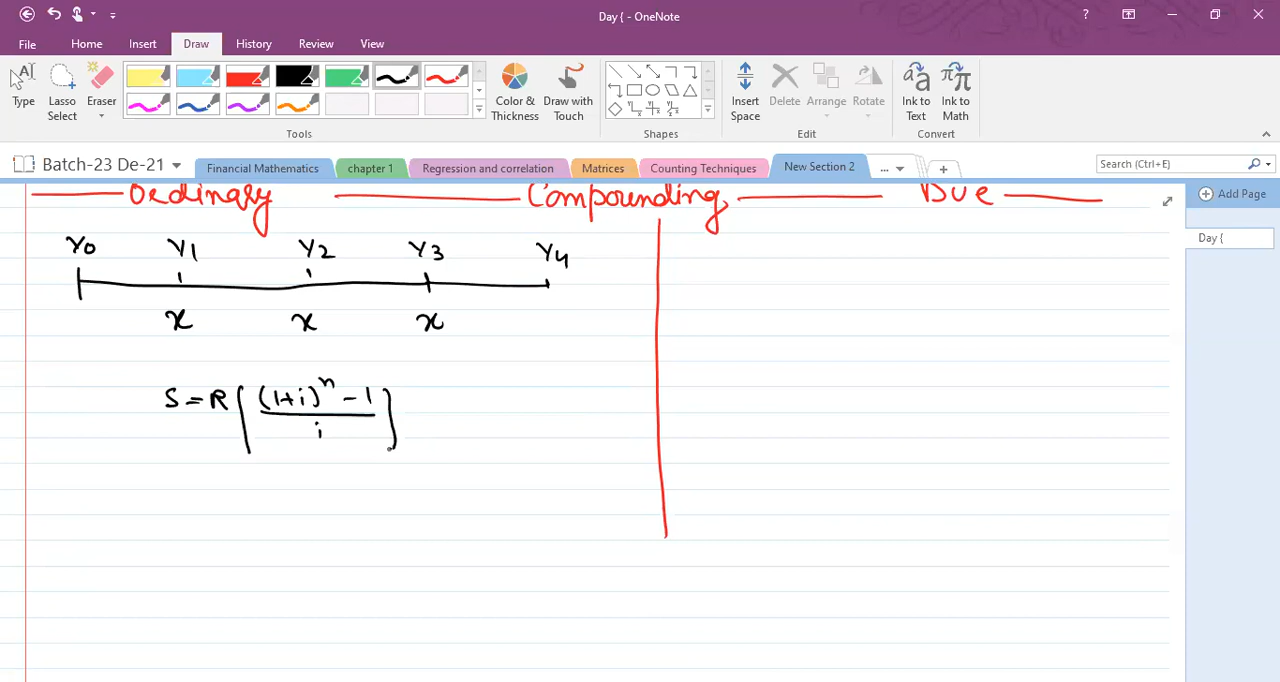 Day { - OneNote
?
File Home Insert Draw History Review View
Type
Lasso Select
Eraser
Color & Thickness
Draw with Touch
Insert Space
Delete
Arrange
Rotate
Ink to Text
Ink to Math
Tools Shapes Edit Convert
Batch-23 De-21 Financial Mathematics chapter 1 Regression and correlation Matrices Counting Techniques New Section 2 ... Search (Ctrl+E)
Add Page
Day {
Ordinary Compounding Due
Y0 Y1 Y2 Y3 Y4
x x x
S = R [ ((1+i)^n - 1) / i ]